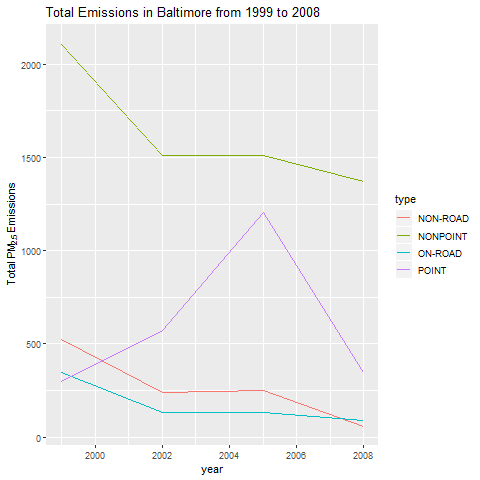 Total Emissions in Baltimore from 1999 to 2008
Total PM2.5 Emissions
2000
1500
1000
500
0
2000
2002
2004
2006
2008
year
type
NON-ROAD
NONPOINT
ON-ROAD
POINT